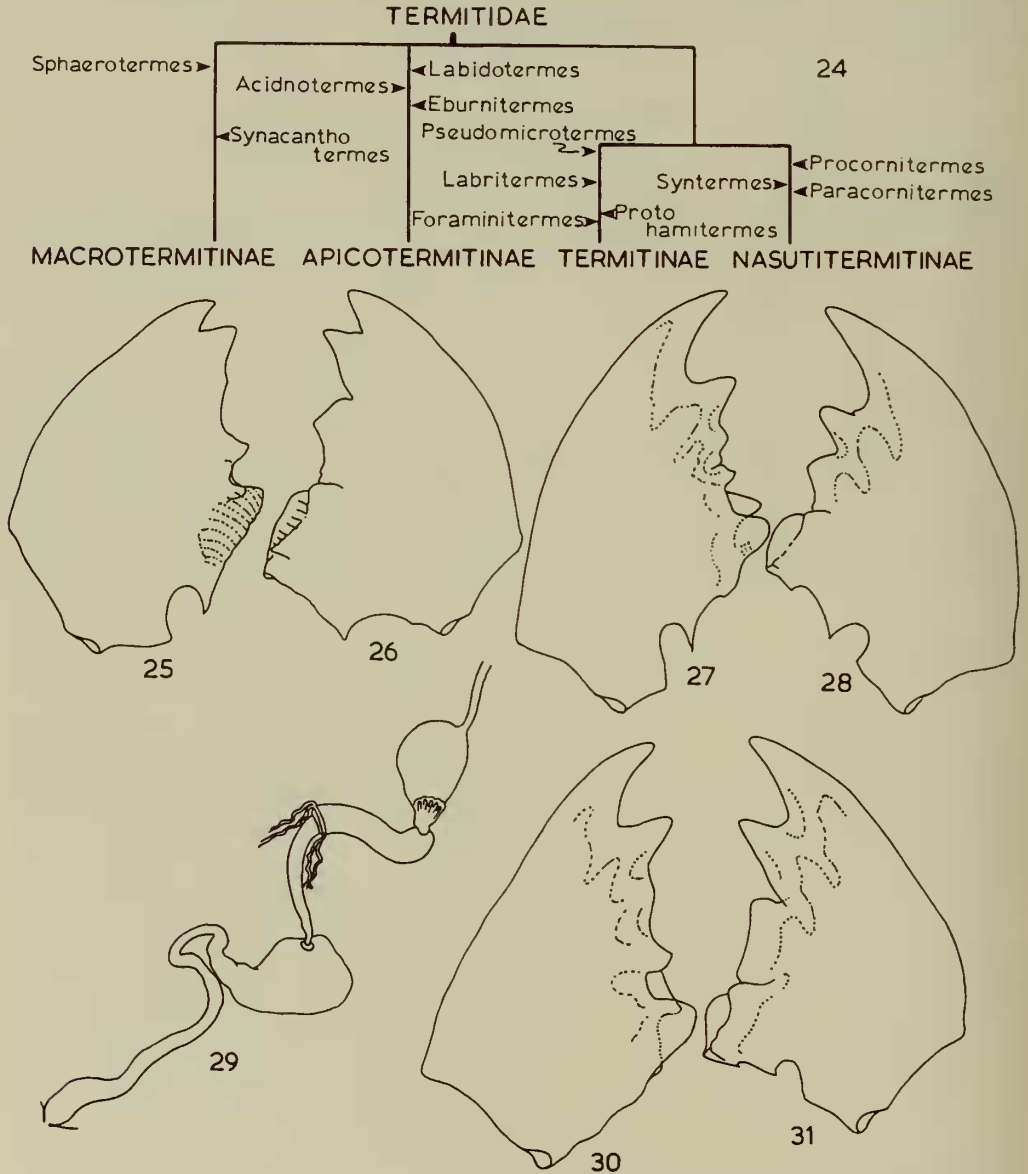 TERMITIDAE
24
Sphaerotermes
Labidotermes
Acidnotermes
Eburnitermes
Synacantho
termes
Pseudomicrotermes
Procornitermes
Labritermes
Syntermes
Paracornitermes
Foraminitermes
Proto
hamitermes
MACROTERMITINAE APICOTERMITINAE TERMITINAE NASUTITERMITINAE
25
26
27
28
29
30
31